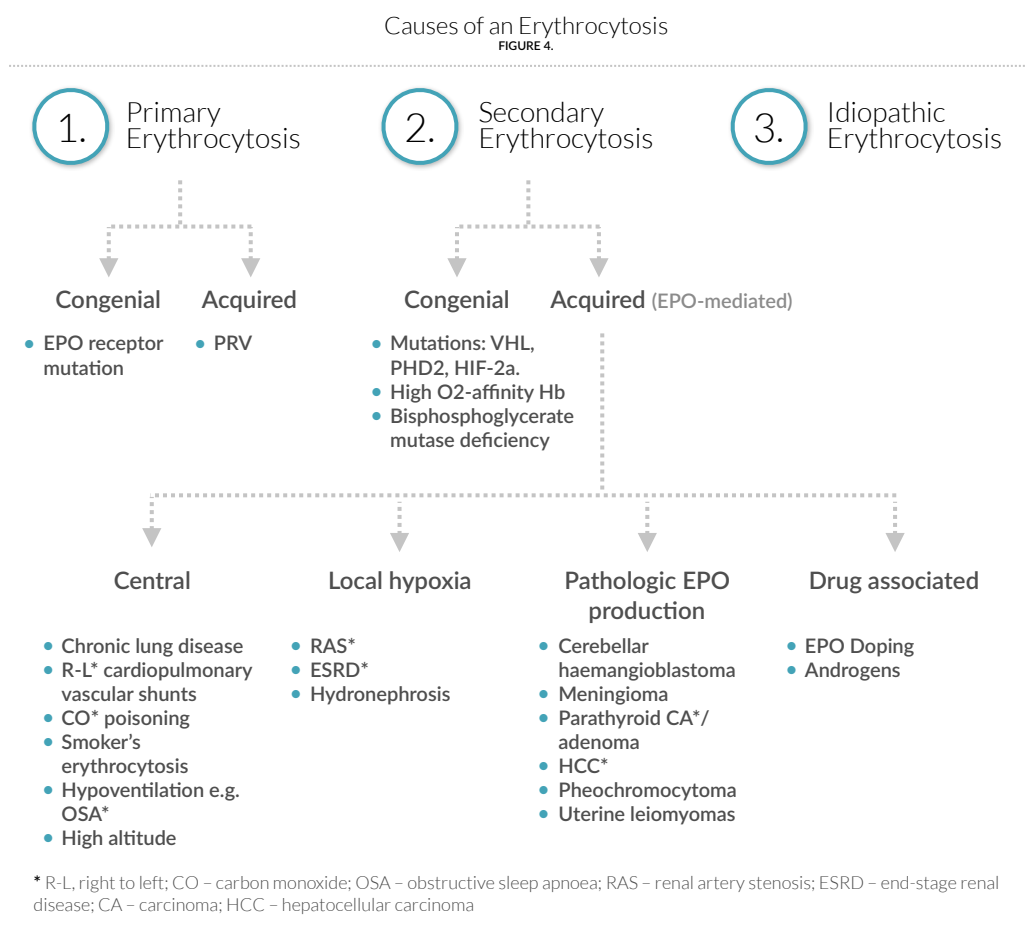 Causes of an Erythrocytosis
FIGURE 4.
1.
Primary
Erythrocytosis
2.
Secondary
Erythrocytosis
3.
Idiopathic
Erythrocytosis
Congenial
• EPO receptor
mutation
Acquired
• PRV
Congenial
• Mutations: VHL,
PHD2, HIF-2a.
• High O2-affinity Hb
• Bisphosphoglycerate
mutase deficiency
Acquired (EPO-mediated)
Central
• Chronic lung disease
• R-L* cardiopulmonary
vascular shunts
• CO* poisoning
• Smoker’s
erythrocytosis
• Hypoventilation e.g.
OSA*
• High altitude
Local hypoxia
• RAS*
• ESRD*
• Hydronephrosis
Pathologic EPO
production
• Cerebellar
haemangioblastoma
• Meningioma
• Parathyroid CA*/
adenoma
• HCC*
• Pheochromocytoma
• Uterine leiomyomas
Drug associated
• EPO Doping
• Androgens
* R-L, right to left; CO – carbon monoxide; OSA – obstructive sleep apnoea; RAS – renal artery stenosis; ESRD – end-stage renal
disease; CA – carcinoma; HCC – hepatocellular carcinoma